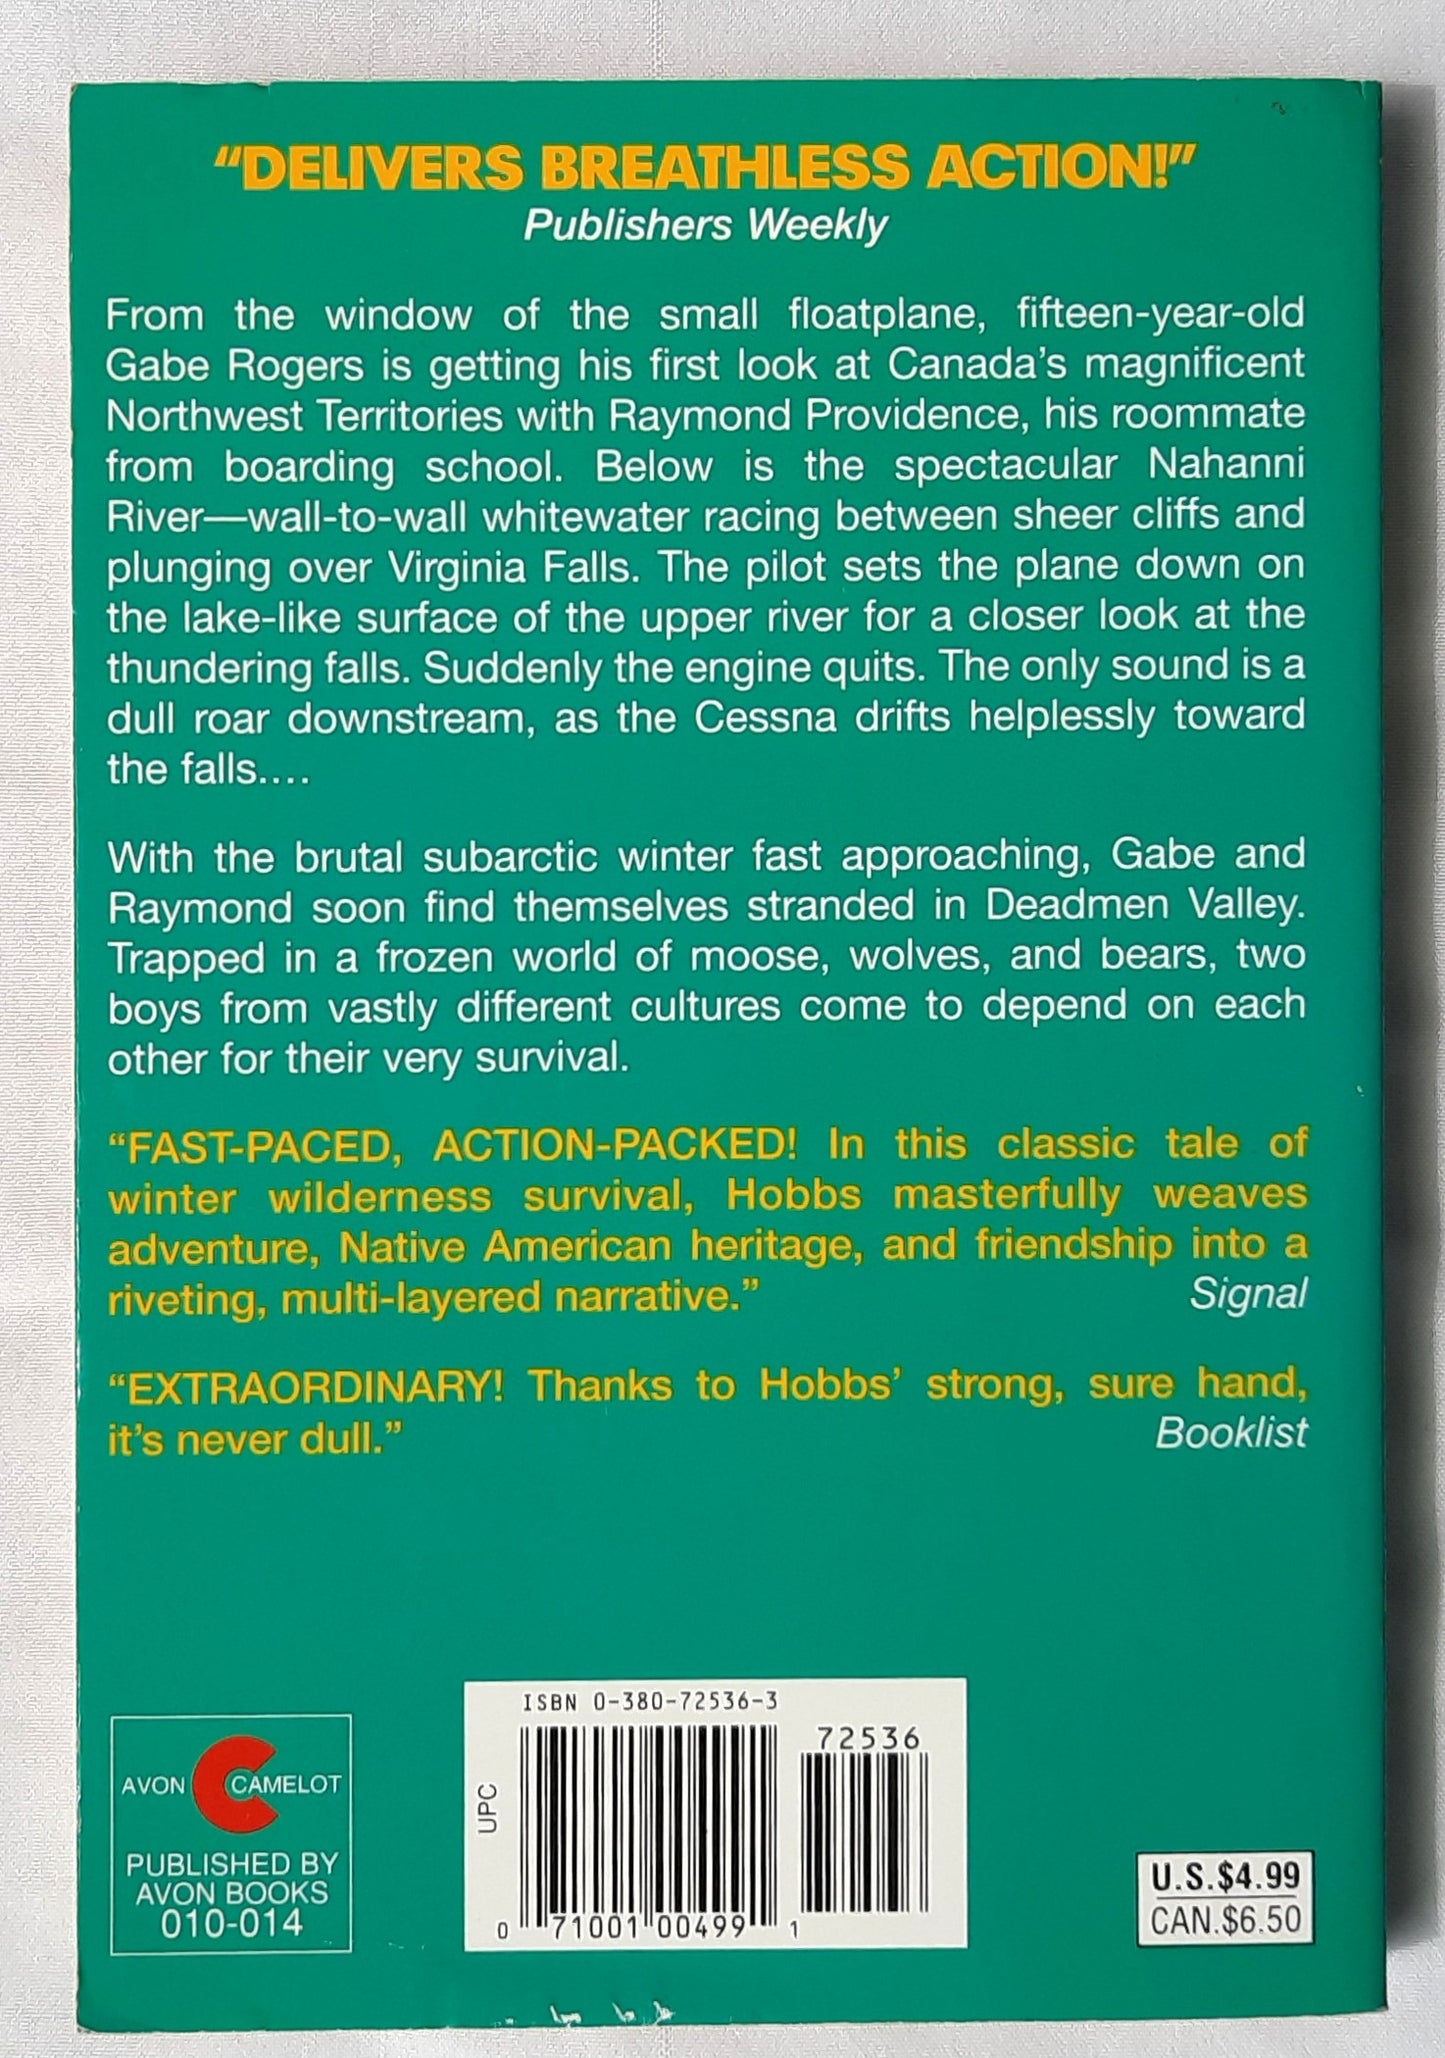 “DELIVERS BREATHLESS ACTION!”
Publishers Weekly
From the window of the small floatplane, fifteen-year-old
Gabe Rogers is getting his first look at Canada’s magnificent
Northwest Territories with Raymond Providence, his roommate
from boarding school. Below is the spectacular Nahanni
River—wall-to-wall whitewater racing between sheer cliffs and
plunging over Virginia Falls. The pilot sets the plane down on
the lake-like surface of the upper river for a closer look at the
thundering falls. Suddenly the engine quits. The only sound is a
dull roar downstream, as the Cessna drifts helplessly toward
the falls....
With the brutal subarctic winter fast approaching, Gabe and
Raymond soon find themselves stranded in Deadmen Valley.
Trapped in a frozen world of moose, wolves, and bears, two
boys from vastly different cultures come to depend on each
other for their very survival.
“FAST-PACED, ACTION-PACKED! In this classic tale of
winter wilderness survival, Hobbs masterfully weaves
adventure, Native American heritage, and friendship into a
riveting, multi-layered narrative.” Signal
“EXTRAORDINARY! Thanks to Hobbs’ strong, sure hand,
it’s never dull.” Booklist
AVON CAMELOT
PUBLISHED BY
AVON BOOKS
010-014
ISBN 0-380-72536-3
72536
UPC
0 71001 00499 1
U.S.$4.99
CAN.$6.50